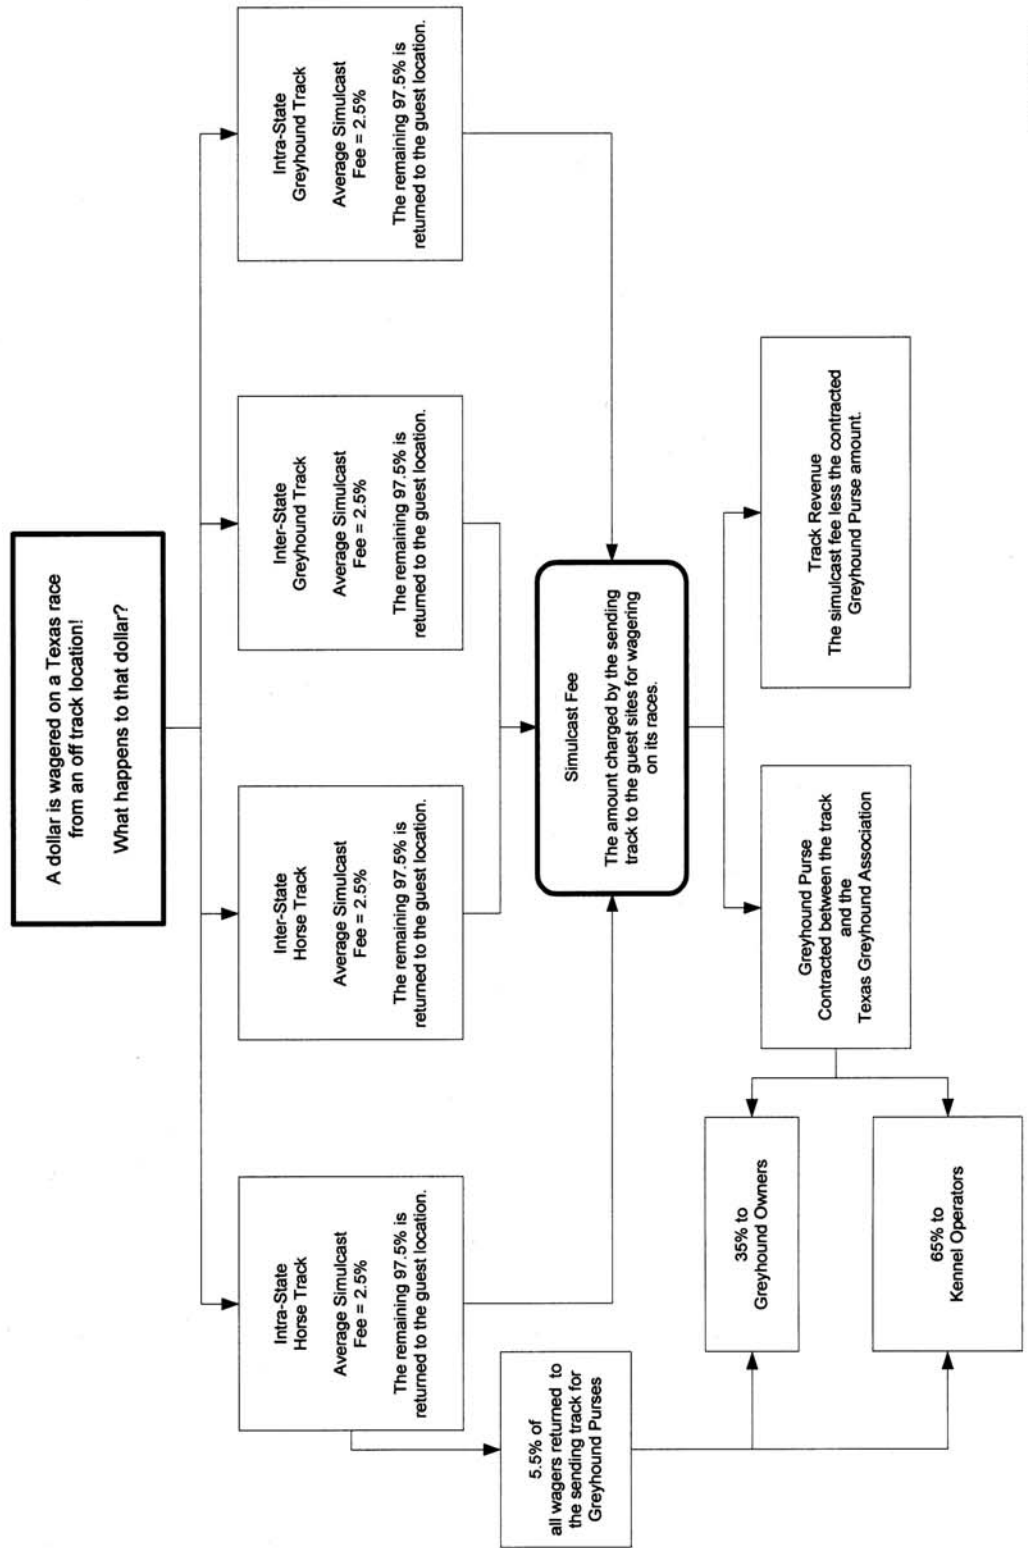 A dollar is wagered on a Texas race
from an off track location!
What happens to that dollar?
Intra-State
Horse Track
Average Simulcast
Fee = 2.5%
The remaining 97.5% is
returned to the guest location.
Inter-State
Horse Track
Average Simulcast
Fee = 2.5%
The remaining 97.5% is
returned to the guest location.
Inter-State
Greyhound Track
Average Simulcast
Fee = 2.5%
The remaining 97.5% is
returned to the guest location.
Intra-State
Greyhound Track
Average Simulcast
Fee = 2.5%
The remaining 97.5% is
returned to the guest location.
5.5% of
all wagers returned to
the sending track for
Greyhound Purses
Simulcast Fee
The amount charged by the sending
track to the guest sites for wagering
on its races.
35% to
Greyhound Owners
65% to
Kennel Operators
Greyhound Purse
Contracted between the track
and the
Texas Greyhound Association
Track Revenue
The simulcast fee less the contracted
Greyhound Purse amount.